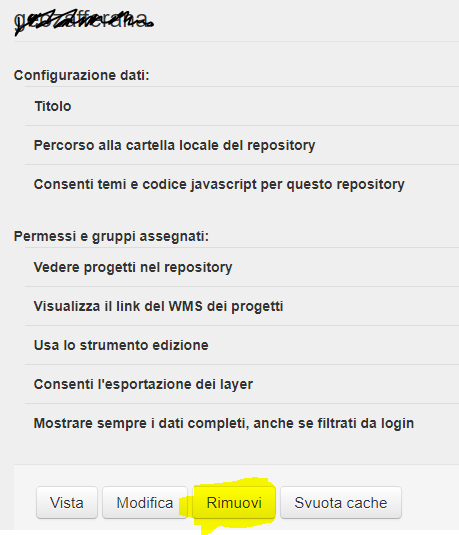 Configurazione dati:
Titolo
Percorso alla cartella locale del repository
Consenti temi e codice javascript per questo repository
Permessi e gruppi assegnati:
Vedere progetti nel repository
Visualizza il link del WMS dei progetti
Usa lo strumento edizione
Consenti l'esportazione dei layer
Mostrare sempre i dati completi, anche se filtrati da login
Vista Modifica Rimuovi Svuota cache